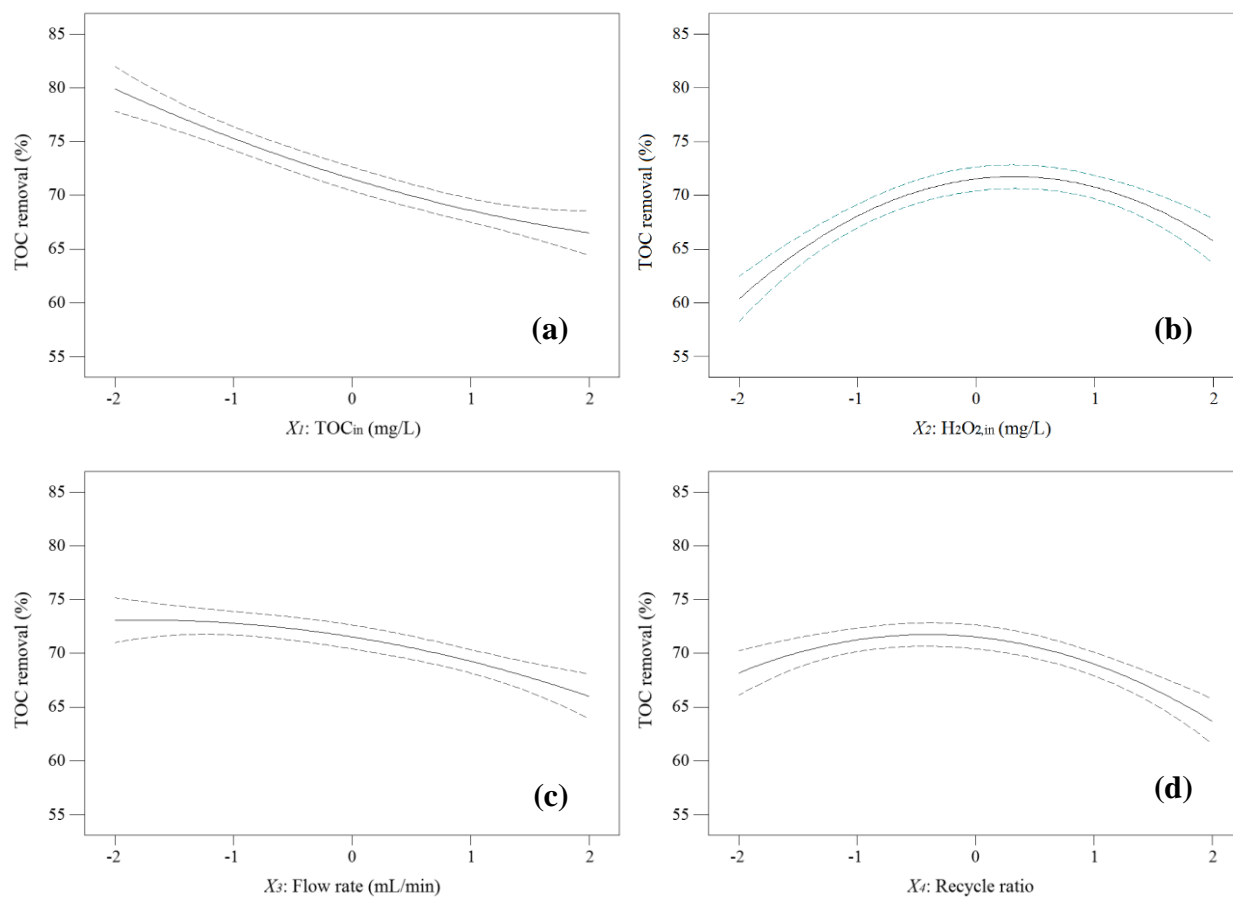 85
80
75
70
65
60
55
TOC removal (%)
(a)
-2 -1 0 1 2
X1: TOCin (mg/L)
85
80
75
70
65
60
55
TOC removal (%)
(b)
-2 -1 0 1 2
X2: H2O2,in (mg/L)
85
80
75
70
65
60
55
TOC removal (%)
(c)
-2 -1 0 1 2
X3: Flow rate (mL/min)
85
80
75
70
65
60
55
TOC removal (%)
(d)
-2 -1 0 1 2
X4: Recycle ratio